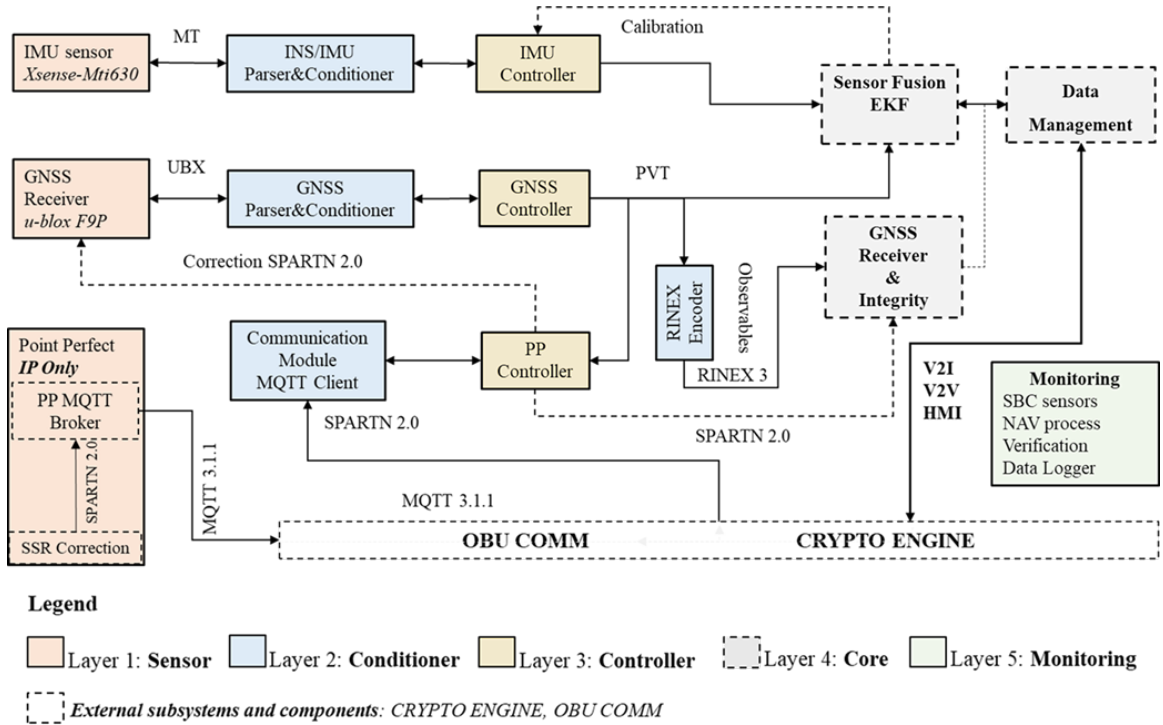 Calibration
MT
IMU sensor
Xsense-Mti630
INS/IMU
Parser&Conditioner
IMU
Controller
Sensor Fusion
EKF
Data
Management
UBX
PVT
GNSS
Receiver
u-blox F9P
GNSS
Parser&Conditioner
GNSS
Controller
GNSS
Receiver
&
Integrity
Correction SPARTN 2.0
RINEX
Encoder
Observables
RINEX 3
Point Perfect
IP Only
PP MQTT
Broker
SPARTN 2.0
SSR Correction
MQTT 3.1.1
Communication
Module
MQTT Client
PP
Controller
SPARTN 2.0
SPARTN 2.0
V2I
V2V
HMI
Monitoring
SBC sensors
NAV process
Verification
Data Logger
MQTT 3.1.1
OBU COMM
CRYPTO ENGINE
Legend
Layer 1: Sensor
Layer 2: Conditioner
Layer 3: Controller
Layer 4: Core
Layer 5: Monitoring
External subsystems and components: CRYPTO ENGINE, OBU COMM